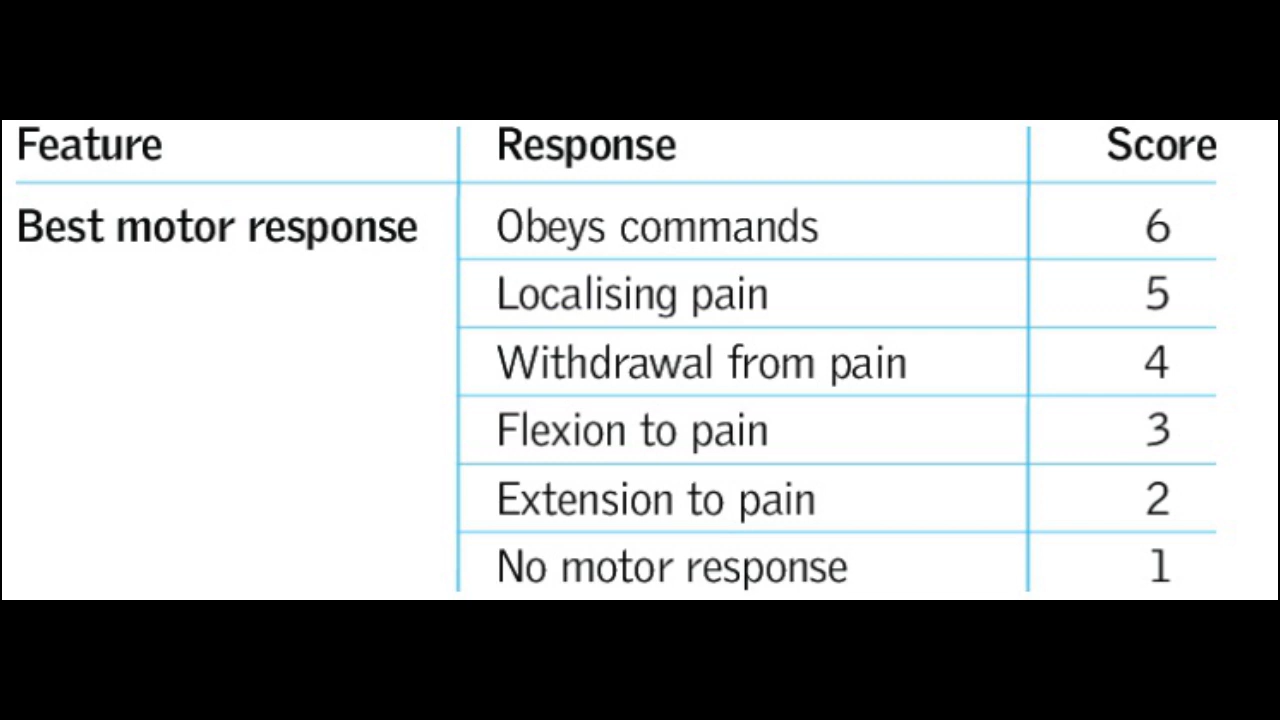 Feature Response Score
Best motor response Obeys commands 6
Localising pain 5
Withdrawal from pain 4
Flexion to pain 3
Extension to pain 2
No motor response 1